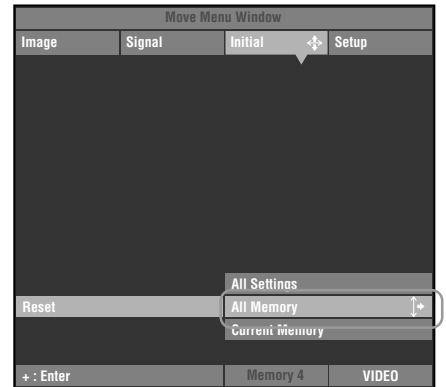 Move Menu Window
Image Signal Initial Setup
All Settings
Reset All Memory
Current Memory
+ : Enter Memory 4 VIDEO